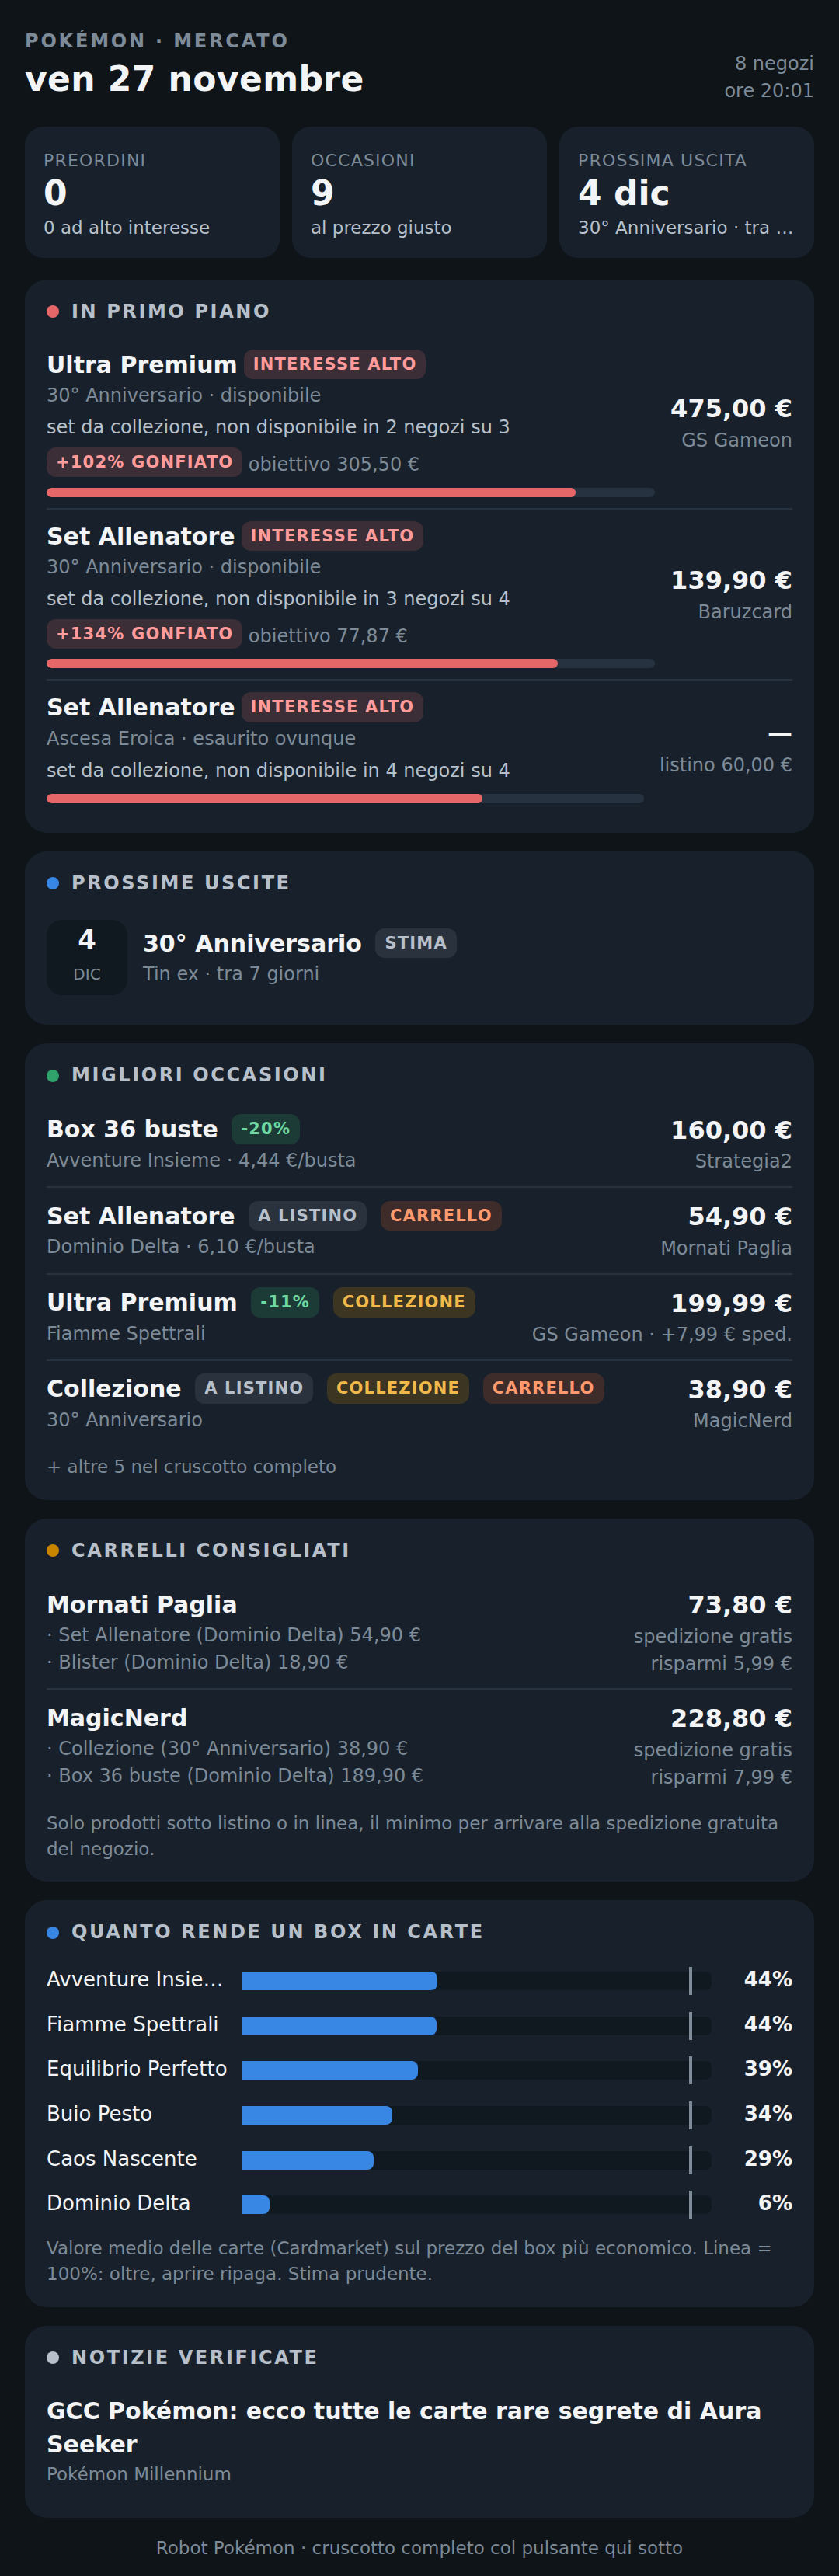 POKÉMON · MERCATO
ven 27 novembre
8 negozi
ore 20:01
PREORDINI
0
0 ad alto interesse
OCCASIONI
9
al prezzo giusto
PROSSIMA USCITA
4 dic
30° Anniversario · tra ...
IN PRIMO PIANO
Ultra Premium INTERESSE ALTO
30° Anniversario · disponibile
set da collezione, non disponibile in 2 negozi su 3
+102% GONFIATO obiettivo 305,50 €
475,00 €
GS Gameon
Set Allenatore INTERESSE ALTO
30° Anniversario · disponibile
set da collezione, non disponibile in 3 negozi su 4
+134% GONFIATO obiettivo 77,87 €
139,90 €
Baruzcard
Set Allenatore INTERESSE ALTO
Ascesa Eroica · esaurito ovunque
set da collezione, non disponibile in 4 negozi su 4
—
listino 60,00 €
PROSSIME USCITE
4
DIC
30° Anniversario STIMA
Tin ex · tra 7 giorni
MIGLIORI OCCASIONI
Box 36 buste -20%
Avventure Insieme · 4,44 €/busta
160,00 €
Strategia2
Set Allenatore A LISTINO CARRELLO
Dominio Delta · 6,10 €/busta
54,90 €
Mornati Paglia
Ultra Premium -11% COLLEZIONE
Fiamme Spettrali
199,99 €
GS Gameon · +7,99 € sped.
Collezione A LISTINO COLLEZIONE CARRELLO
30° Anniversario
38,90 €
MagicNerd
+ altre 5 nel cruscotto completo
CARRELLI CONSIGLIATI
Mornati Paglia
· Set Allenatore (Dominio Delta) 54,90 €
· Blister (Dominio Delta) 18,90 €
73,80 €
spedizione gratis
risparmi 5,99 €
MagicNerd
· Collezione (30° Anniversario) 38,90 €
· Box 36 buste (Dominio Delta) 189,90 €
228,80 €
spedizione gratis
risparmi 7,99 €
Solo prodotti sotto listino o in linea, il minimo per arrivare alla spedizione gratuita
del negozio.
QUANTO RENDE UN BOX IN CARTE
Avventure Insie... 44%
Fiamme Spettrali 44%
Equilibrio Perfetto 39%
Buio Pesto 34%
Caos Nascente 29%
Dominio Delta 6%
Valore medio delle carte (Cardmarket) sul prezzo del box più economico. Linea =
100%: oltre, aprire ripaga. Stima prudente.
NOTIZIE VERIFICATE
GCC Pokémon: ecco tutte le carte rare segrete di Aura
Seeker
Pokémon Millennium
Robot Pokémon · cruscotto completo col pulsante qui sotto